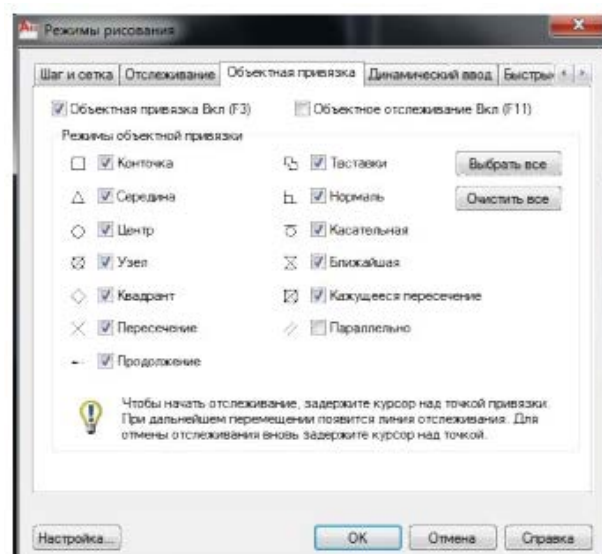 Режимы рисования
Шаг и сетка Отслеживание Объектная привязка Динамический ввод Быстры
Объектная привязка Вкл (F3) Объектное отслеживание Вкл (F11)
Режимы объектной привязки
Конточка Твставки Выбрать все
Середина Нормаль Очистить все
Центр Касательная
Узел Ближайшая
Квадрант Кажущееся пересечение
Пересечение Параллельно
Продолжение
Чтобы начать отслеживание, задержите курсор над точкой привязки.
При дальнейшем перемещении появится линия отслеживания. Для
отмены отслеживания вновь задержите курсор над точкой.
Настройка... OK Отмена Справка